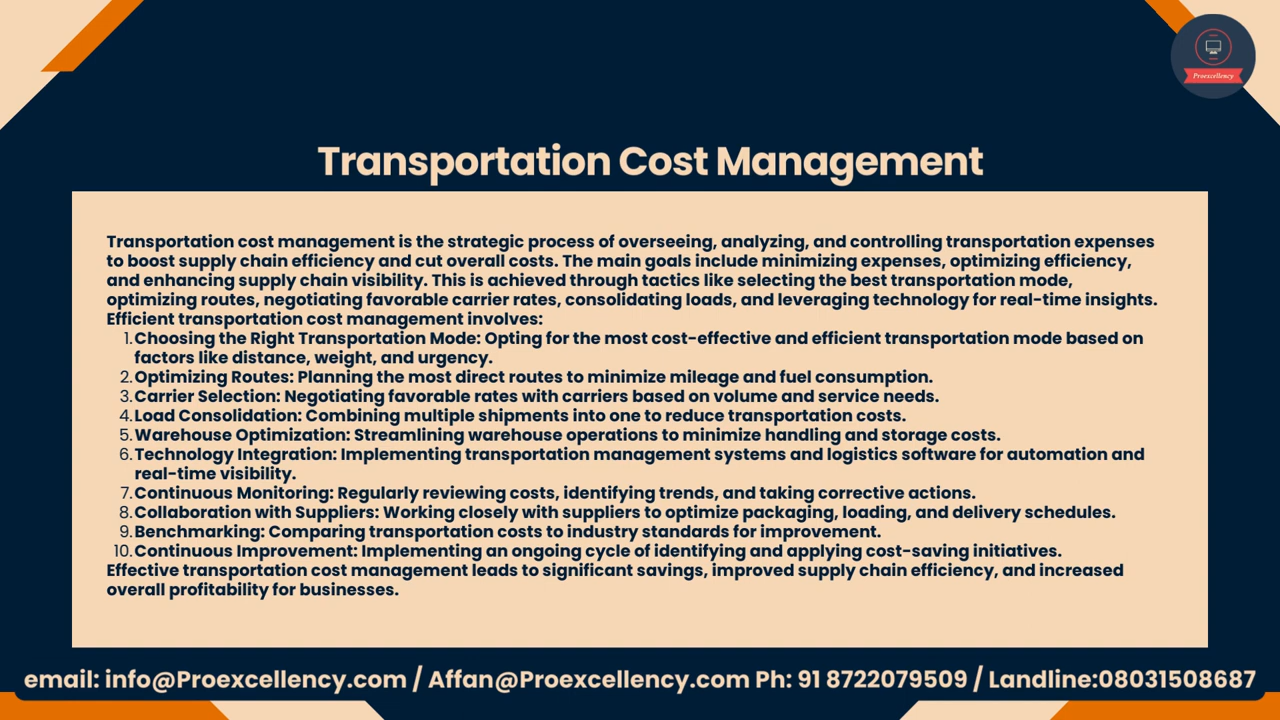 Proexcellency
Transportation Cost Management
Transportation cost management is the strategic process of overseeing, analyzing, and controlling transportation expenses
to boost supply chain efficiency and cut overall costs. The main goals include minimizing expenses, optimizing efficiency,
and enhancing supply chain visibility. This is achieved through tactics like selecting the best transportation mode,
optimizing routes, negotiating favorable carrier rates, consolidating loads, and leveraging technology for real-time insights.
Efficient transportation cost management involves:
1. Choosing the Right Transportation Mode: Opting for the most cost-effective and efficient transportation mode based on
factors like distance, weight, and urgency.
2. Optimizing Routes: Planning the most direct routes to minimize mileage and fuel consumption.
3. Carrier Selection: Negotiating favorable rates with carriers based on volume and service needs.
4. Load Consolidation: Combining multiple shipments into one to reduce transportation costs.
5. Warehouse Optimization: Streamlining warehouse operations to minimize handling and storage costs.
6. Technology Integration: Implementing transportation management systems and logistics software for automation and
real-time visibility.
7. Continuous Monitoring: Regularly reviewing costs, identifying trends, and taking corrective actions.
8. Collaboration with Suppliers: Working closely with suppliers to optimize packaging, loading, and delivery schedules.
9. Benchmarking: Comparing transportation costs to industry standards for improvement.
10. Continuous Improvement: Implementing an ongoing cycle of identifying and applying cost-saving initiatives.
Effective transportation cost management leads to significant savings, improved supply chain efficiency, and increased
overall profitability for businesses.
email: info@Proexcellency.com / Affan@Proexcellency.com Ph: 91 8722079509 / Landline:08031508687